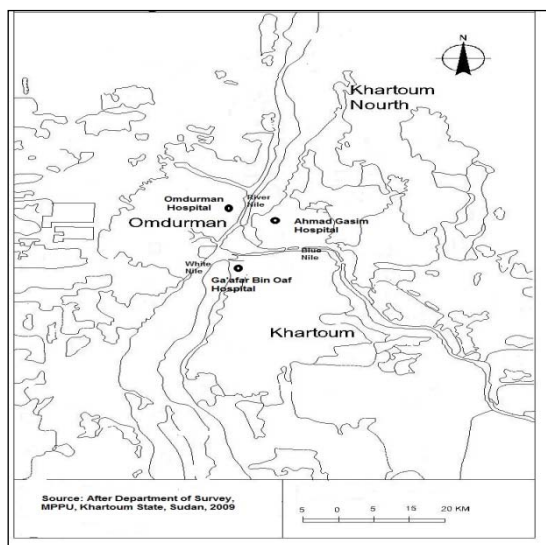 N
Khartoum
Nourth
Omdurman
Hospital
River
Nile
Omdurman
Ahmad Gasim
Hospital
White
Nile
Blue
Nile
Ga'afar Bin Oaf
Hospital
Khartoum
Source: After Department of Survey,
MPPU, Khartoum State, Sudan, 2009
5 0 5 10 15 20 KM